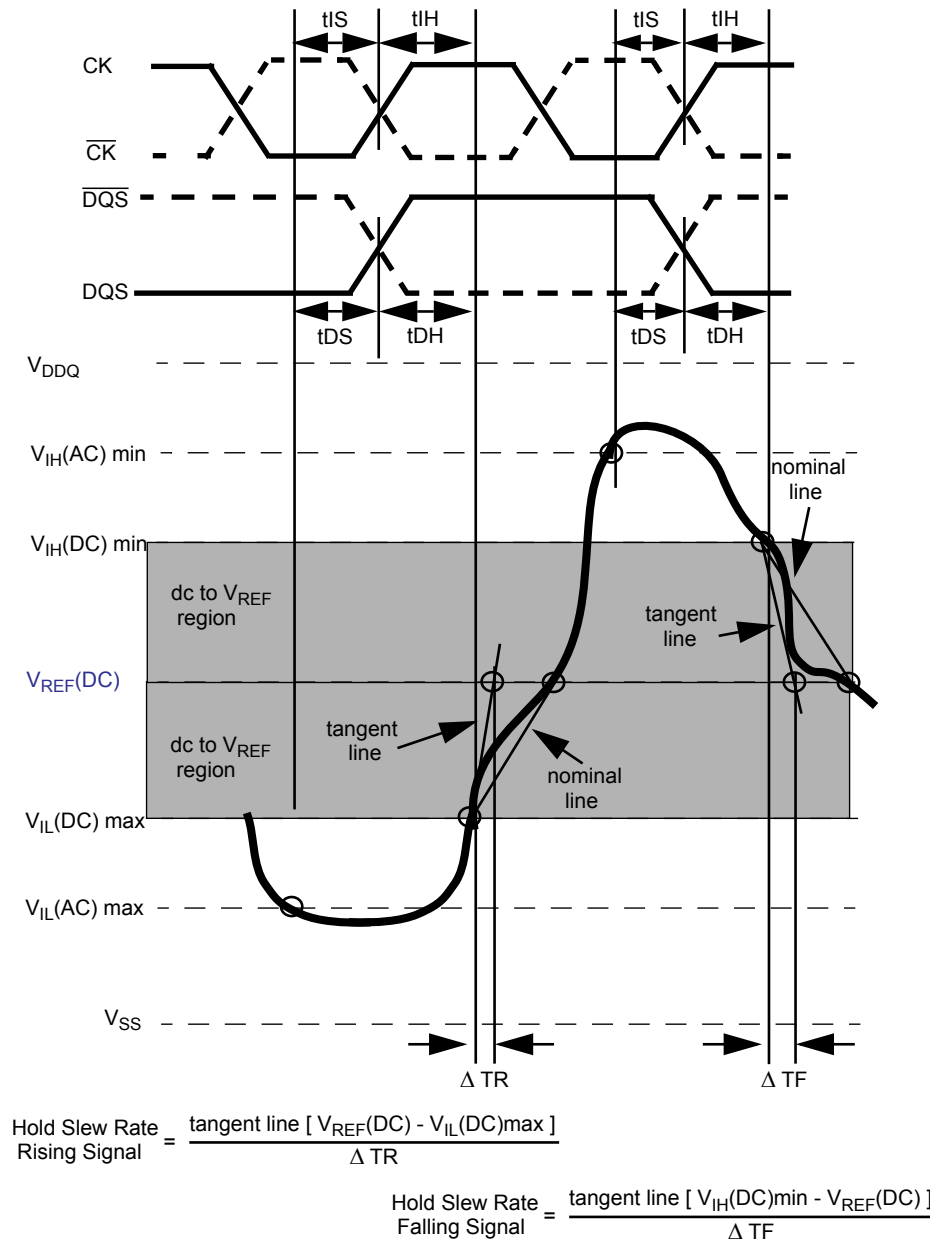 tIS tIH tIS tIH
CK
C̅K̅
D̅Q̅S̅
DQS
tDS tDH tDS tDH
VDDQ
VIH(AC) min
nominal
line
VIH(DC) min
dc to VREF
region
tangent
line
VREF(DC)
tangent
line
dc to VREF
region
nominal
line
VIL(DC) max
VIL(AC) max
VSS
Δ TR Δ TF
Hold Slew Rate
Rising Signal = tangent line [ VREF(DC) - VIL(DC)max ]
Δ TR
Hold Slew Rate
Falling Signal = tangent line [ VIH(DC)min - VREF(DC) ]
Δ TF